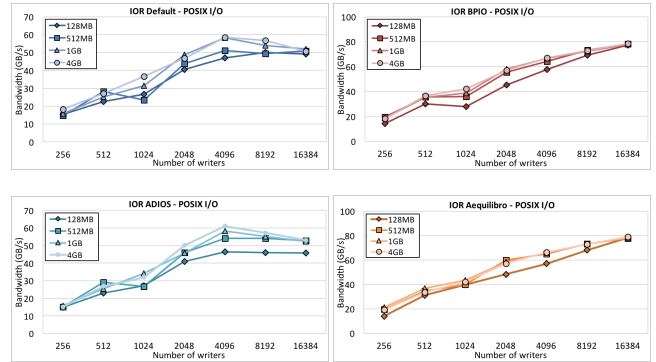 IOR Default - POSIX I/O
Bandwidth (GB/s)
70
60
50
40
30
20
10
0
128MB
512MB
1GB
4GB
256 512 1024 2048 4096 8192 16384
Number of writers
IOR BPIO - POSIX I/O
Bandwidth (GB/s)
100
80
60
40
20
0
128MB
512MB
1GB
4GB
256 512 1024 2048 4096 8192 16384
Number of writers
IOR ADIOS - POSIX I/O
Bandwidth (GB/s)
70
60
50
40
30
20
10
0
128MB
512MB
1GB
4GB
256 512 1024 2048 4096 8192 16384
Number of writers
IOR Aequilibro - POSIX I/O
Bandwidth (GB/s)
100
80
60
40
20
0
128MB
512MB
1GB
4GB
256 512 1024 2048 4096 8192 16384
Number of writers